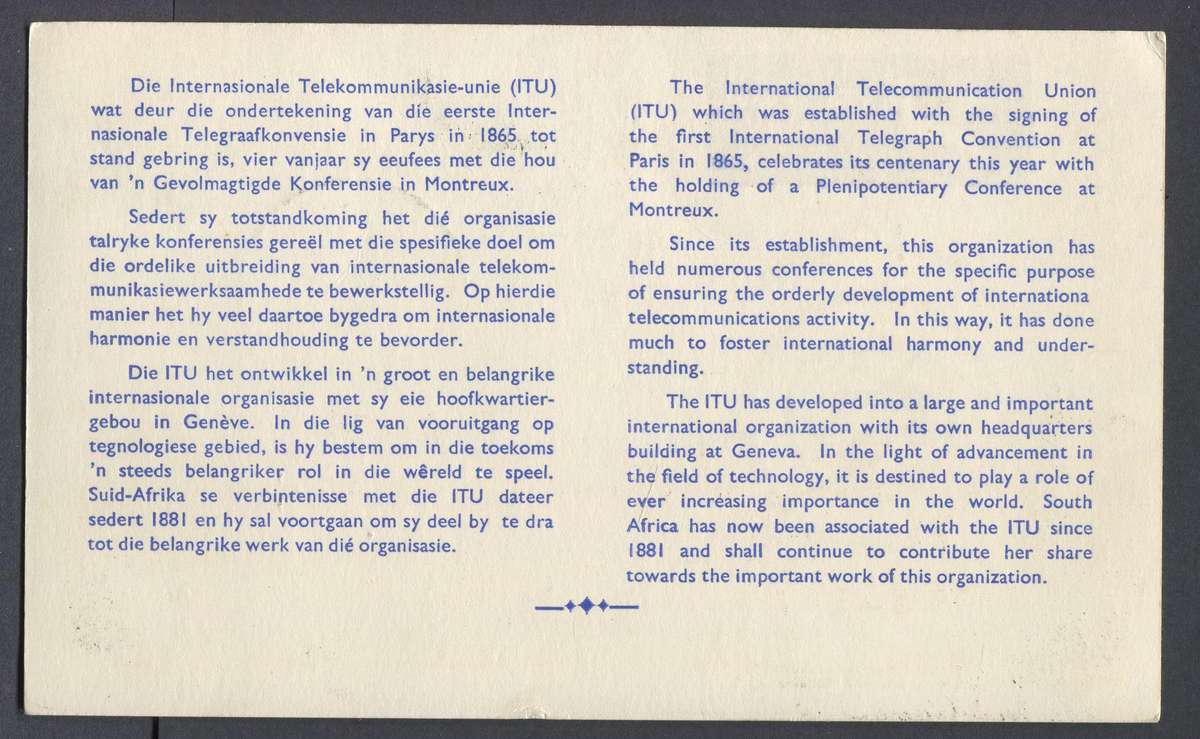 Die Internasionale Telekommunikasie-unie (ITU)
wat deur die ondertekening van die eerste Inter-
nasionale Telegraafkonvensie in Parys in 1865 tot
stand gebring is, vier vanjaar sy eeufees met die hou
van 'n Gevolmagtigde Konferensie in Montreux.
Sedert sy totstandkoming het dié organisasie
talryke konferensies gereël met die spesifieke doel om
die ordelike uitbreiding van internasionale telekom-
munikasiewerksaamhede te bewerkstellig. Op hierdie
manier het hy veel daartoe bygedra om internasionale
harmonie en verstandhouding te bevorder.
Die ITU het ontwikkel in 'n groot en belangrike
internasionale organisasie met sy eie hoofkwartier-
gebou in Genève. In die lig van vooruitgang op
tegnologiese gebied, is hy bestem om in die toekoms
'n steeds belangriker rol in die wêreld te speel.
Suid-Afrika se verbintenisse met die ITU dateer
sedert 1881 en hy sal voortgaan om sy deel by te dra
tot die belangrike werk van dié organisasie.
The International Telecommunication Union
(ITU) which was established with the signing of
the first International Telegraph Convention at
Paris in 1865, celebrates its centenary this year with
the holding of a Plenipotentiary Conference at
Montreux.
Since its establishment, this organization has
held numerous conferences for the specific purpose
of ensuring the orderly development of internationa
telecommunications activity. In this way, it has done
much to foster international harmony and under-
standing.
The ITU has developed into a large and important
international organization with its own headquarters
building at Geneva. In the light of advancement in
the field of technology, it is destined to play a role of
ever increasing importance in the world. South
Africa has now been associated with the ITU since
1881 and shall continue to contribute her share
towards the important work of this organization.